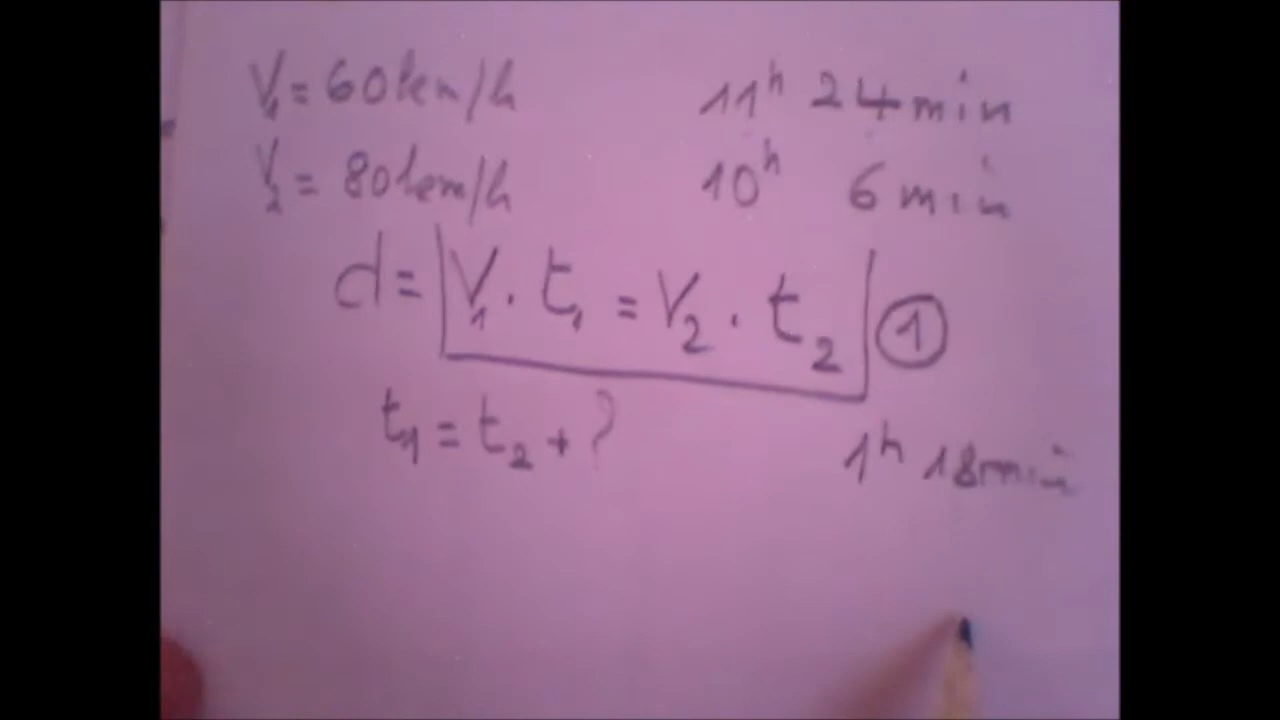 V₁ = 60 km/h 11ʰ 24 min
V₂ = 80 km/h 10ʰ 6 min
d = V₁ · t₁ = V₂ · t₂ ①
t₁ = t₂ + ? 1ʰ 18 min